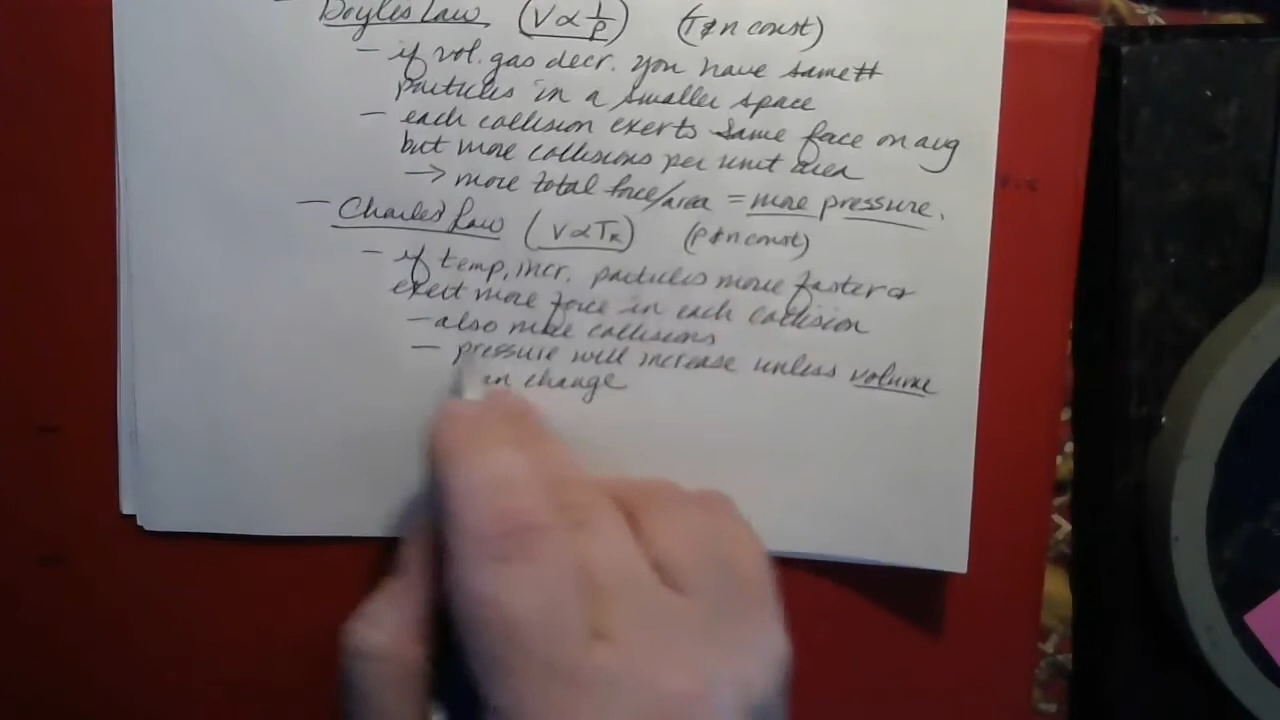 - Boyles Law (V ∝ 1/P) (T & n const)
- if vol. gas decr. you have same #
particles in a smaller space
- each collision exerts same force on avg
but more collisions per unit area
→ more total force/area = more pressure.
- Charles Law (V ∝ TK) (P & n const)
- if temp, incr. particles move faster &
exert more force in each collision
- also more collisions
- pressure will increase unless volume
can change